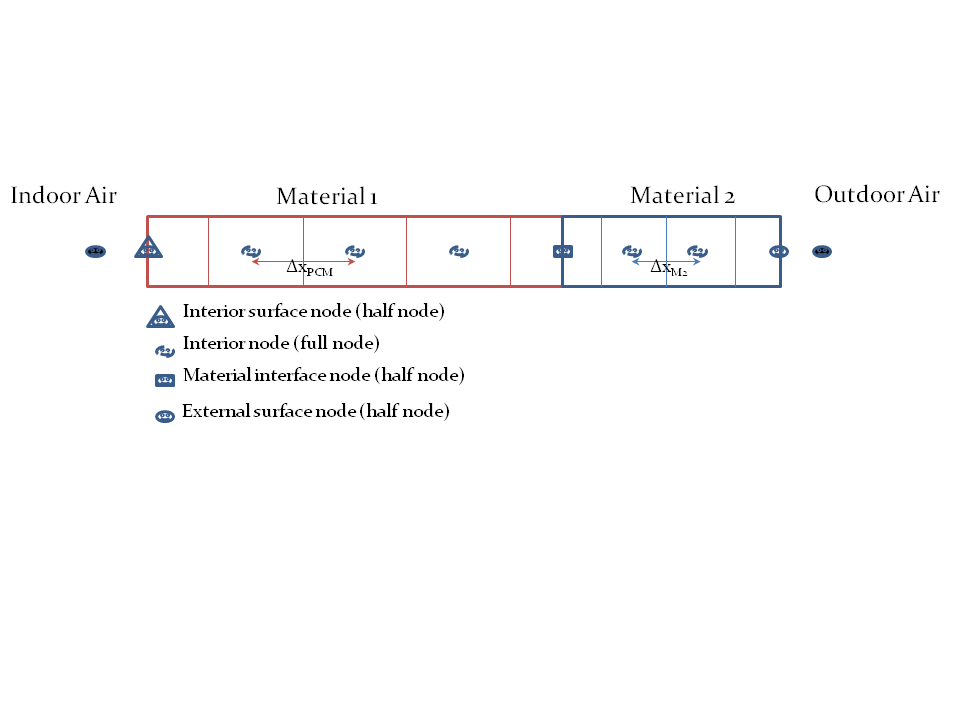 Indoor Air
Material 1
Material 2
Outdoor Air
Δx_PCM
Δx_M2
Interior surface node (half node)
Interior node (full node)
Material interface node (half node)
External surface node (half node)